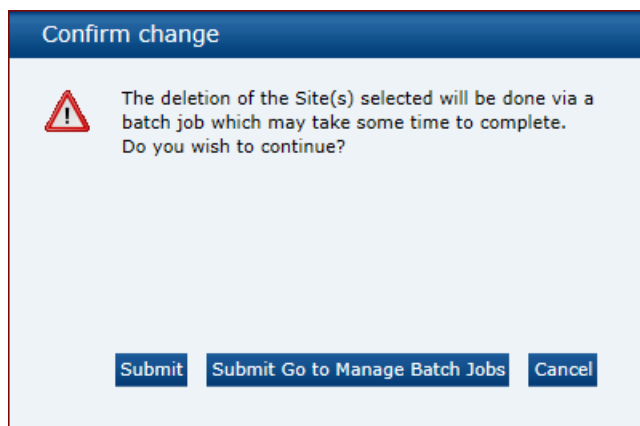 Confirm change
The deletion of the Site(s) selected will be done via a
batch job which may take some time to complete.
Do you wish to continue?
Submit Submit Go to Manage Batch Jobs Cancel